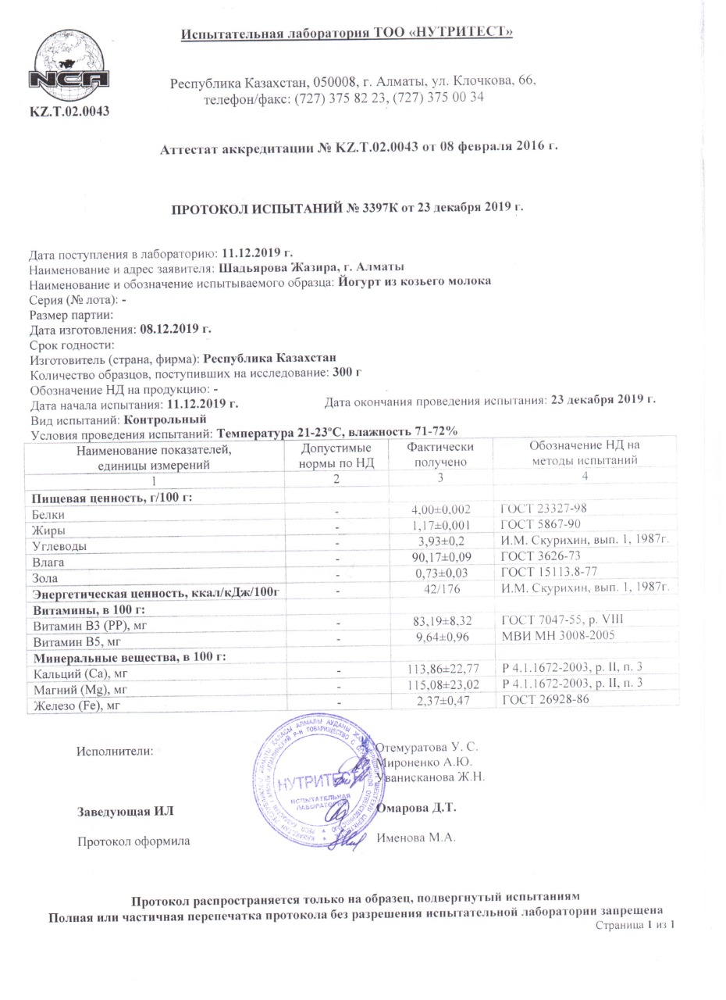 Испытательная лаборатория ТОО «НУТРИТЕСТ»
NCA
KZ.T.02.0043
Республика Казахстан, 050008, г. Алматы, ул. Клочкова, 66,
телефон/факс: (727) 375 82 23, (727) 375 00 34
Аттестат аккредитации № KZ.T.02.0043 от 08 февраля 2016 г.
ПРОТОКОЛ ИСПЫТАНИЙ № 3397К от 23 декабря 2019 г.
Дата поступления в лабораторию: 11.12.2019 г.
Наименование и адрес заявителя: Шадьярова Жазира, г. Алматы
Наименование и обозначение испытываемого образца: Йогурт из козьего молока
Серия (№ лота): -
Размер партии:
Дата изготовления: 08.12.2019 г.
Срок годности:
Изготовитель (страна, фирма): Республика Казахстан
Количество образцов, поступивших на исследование: 300 г
Обозначение НД на продукцию: -
Дата начала испытания: 11.12.2019 г. Дата окончания проведения испытания: 23 декабря 2019 г.
Вид испытаний: Контрольный
Условия проведения испытаний: Температура 21-23ºС, влажность 71-72%
Наименование показателей, Допустимые Фактически Обозначение НД на
единицы измерений нормы по НД получено методы испытаний
1 2 3 4
Пищевая ценность, г/100 г:
Белки - 4,00±0,002 ГОСТ 23327-98
Жиры - 1,17±0,001 ГОСТ 5867-90
Углеводы - 3,93±0,2 И.М. Скурихин, вып. 1, 1987г.
Влага - 90,17±0,09 ГОСТ 3626-73
Зола - 0,73±0,03 ГОСТ 15113.8-77
Энергетическая ценность, ккал/кДж/100г - 42/176 И.М. Скурихин, вып. 1, 1987г.
Витамины, в 100 г:
Витамин В3 (РР), мг - 83,19±8,32 ГОСТ 7047-55, р. VIII
Витамин В5, мг - 9,64±0,96 МВИ МН 3008-2005
Минеральные вещества, в 100 г:
Кальций (Са), мг - 113,86±22,77 Р 4.1.1672-2003, р. II, п. 3
Магний (Mg), мг - 115,08±23,02 Р 4.1.1672-2003, р. II, п. 3
Железо (Fe), мг - 2,37±0,47 ГОСТ 26928-86
Исполнители: Отемуратова У. С.
Мироненко А.Ю.
Уванисканова Ж.Н.
НУТРИТЕСТ
ИСПЫТАТЕЛЬНАЯ
ЛАБОРАТОРИЯ
Заведующая ИЛ Омарова Д.Т.
Протокол оформила Именова М.А.
Протокол распространяется только на образец, подвергнутый испытаниям
Полная или частичная перепечатка протокола без разрешения испытательной лаборатории запрещена
Страница 1 из 1